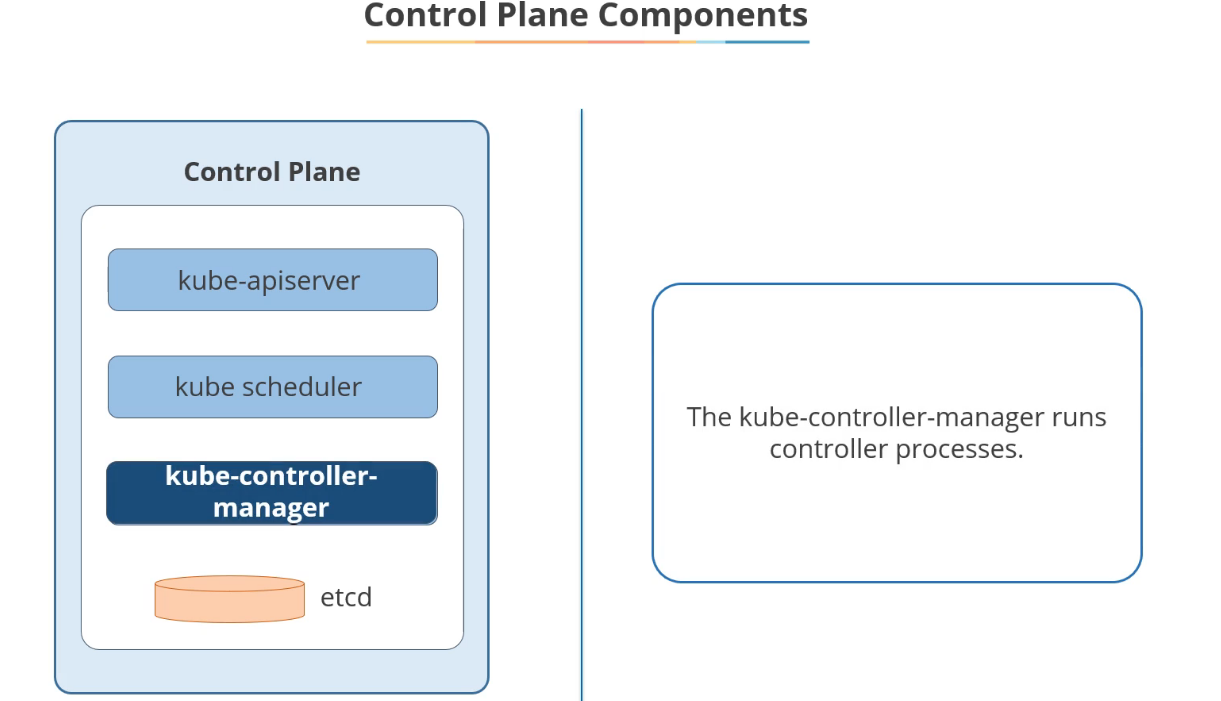 Control Plane Components
Control Plane
kube-apiserver
kube scheduler
kube-controller-
manager
etcd
The kube-controller-manager runs
controller processes.